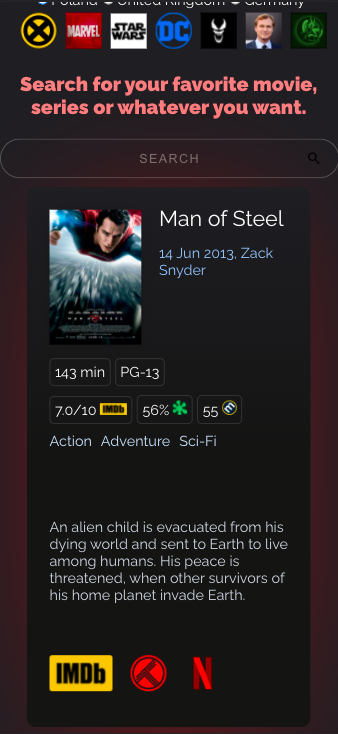 Poland United Kingdom Germany
MARVEL STAR WARS DC
Search for your favorite movie,
series or whatever you want.
SEARCH
Man of Steel
14 Jun 2013, Zack
Snyder
MAN OF STEEL
143 min PG-13
7.0/10 IMDb 56% 55
Action Adventure Sci-Fi
An alien child is evacuated from his
dying world and sent to Earth to live
among humans. His peace is
threatened, when other survivors of
his home planet invade Earth.
IMDb N